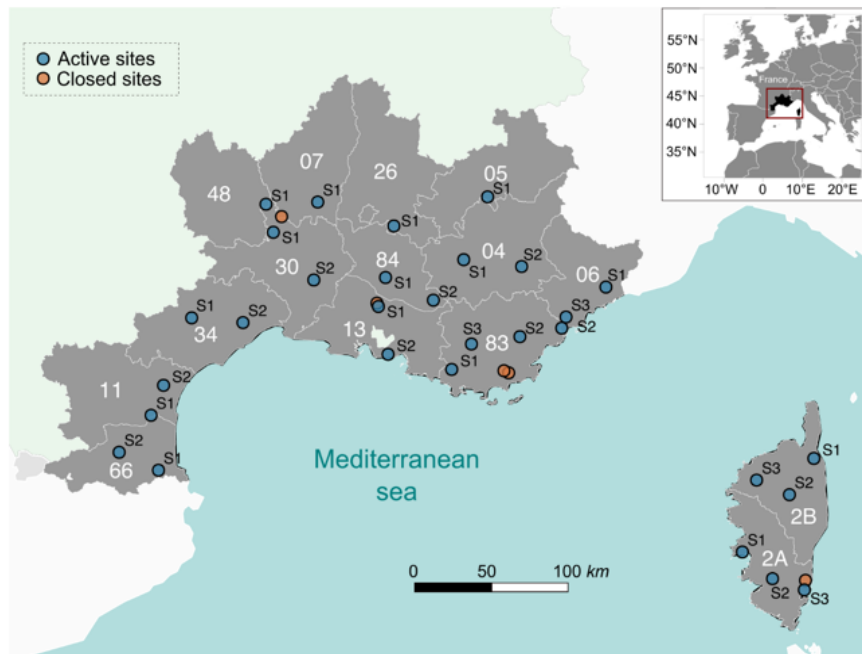 Active sites
Closed sites
55°N
50°N
45°N
40°N
35°N
10°W
0
10°E
20°E
France
07
26
05
48
S1
S1
S1
S1
S1
30
S2
84
S1
04
S1
S2
06
S1
S1
34
S2
S1
S2
13
S2
S3
S2
83
S3
S2
S1
11
S2
S1
S2
66
S1
Mediterranean
sea
S1
S3
S2
2B
S1
2A
S2
S3
0
50
100 km